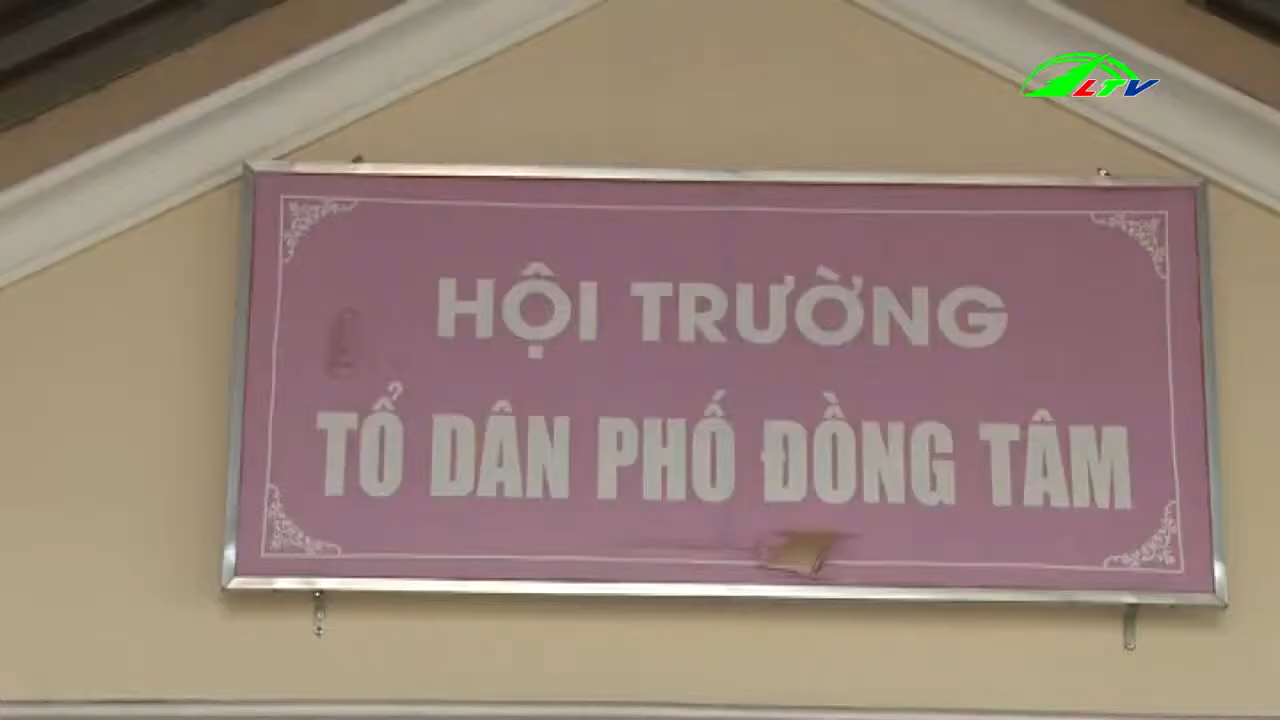 LTV
HỘI TRƯỜNG
TỔ DÂN PHỐ ĐỒNG TÂM